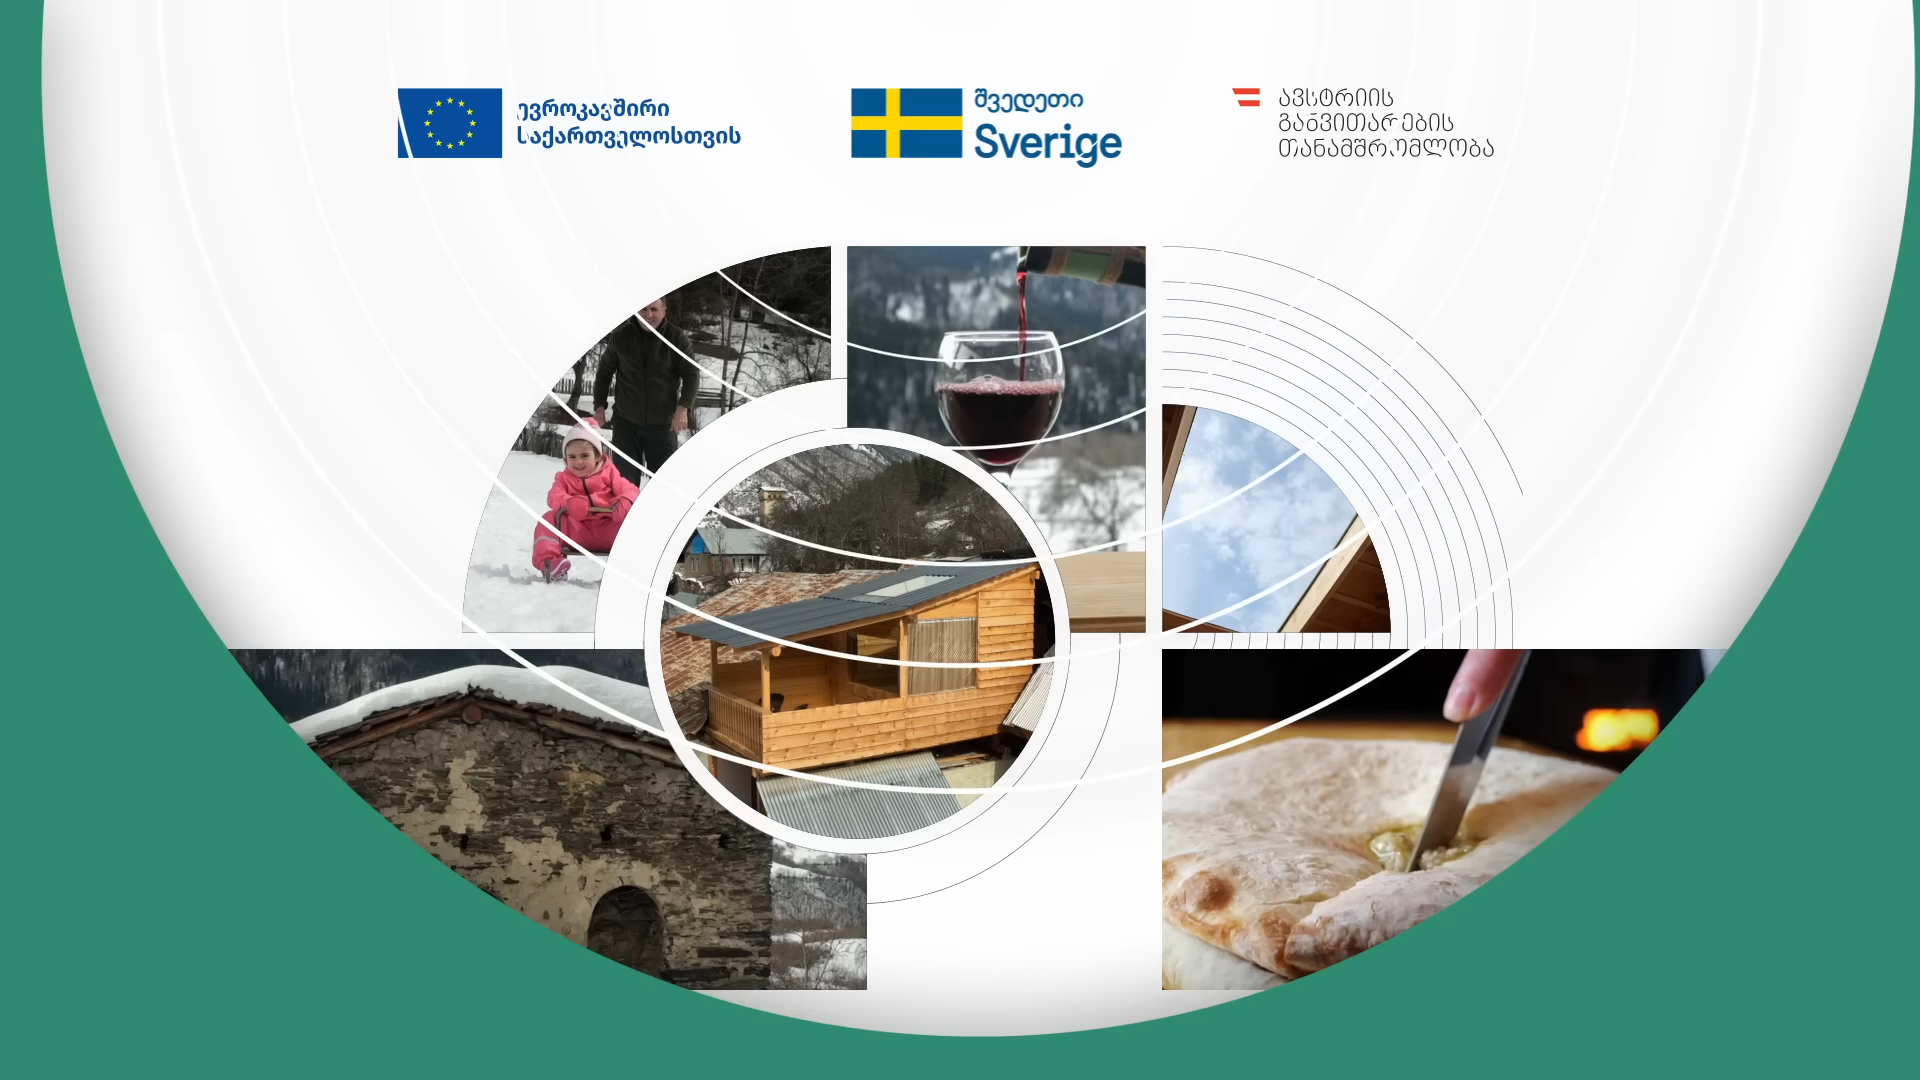 ევროკავშირი
საქართველოსთვის
შვედეთი
Sverige
ავსტრიის
განვითარების
თანამშრომლობა